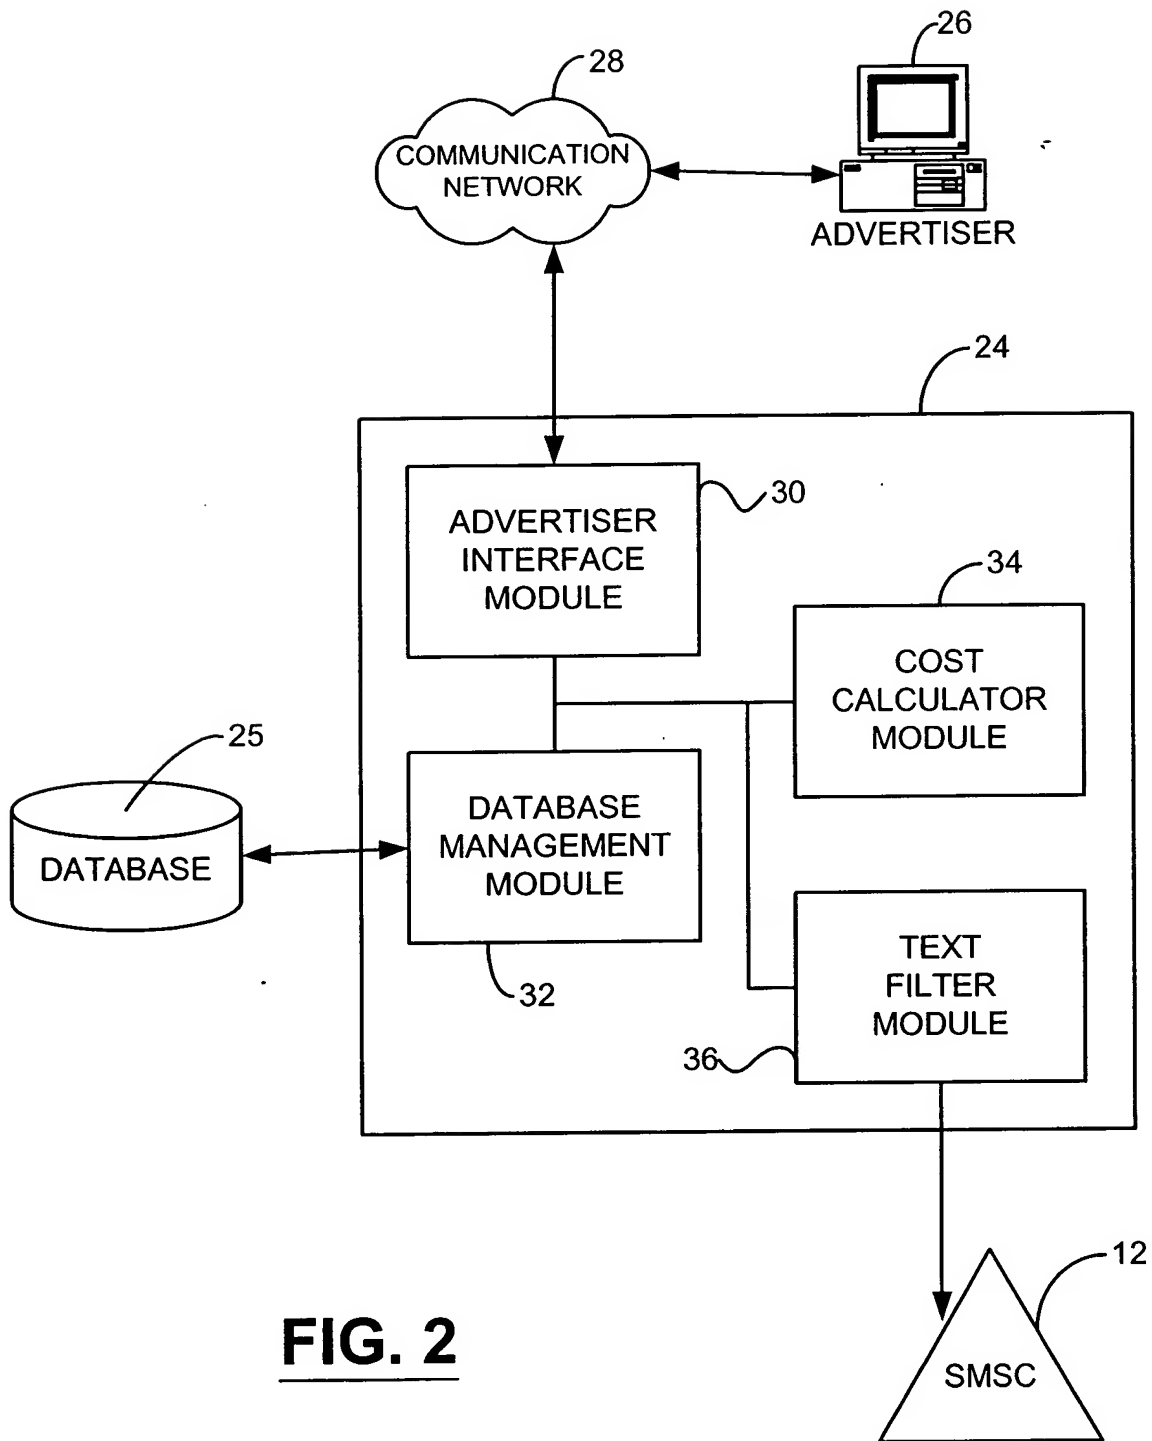 26
28
COMMUNICATION
NETWORK
ADVERTISER
24
30
ADVERTISER
INTERFACE
MODULE
34
COST
CALCULATOR
MODULE
25
DATABASE
DATABASE
MANAGEMENT
MODULE
32
TEXT
FILTER
MODULE
36
12
SMSC
FIG. 2